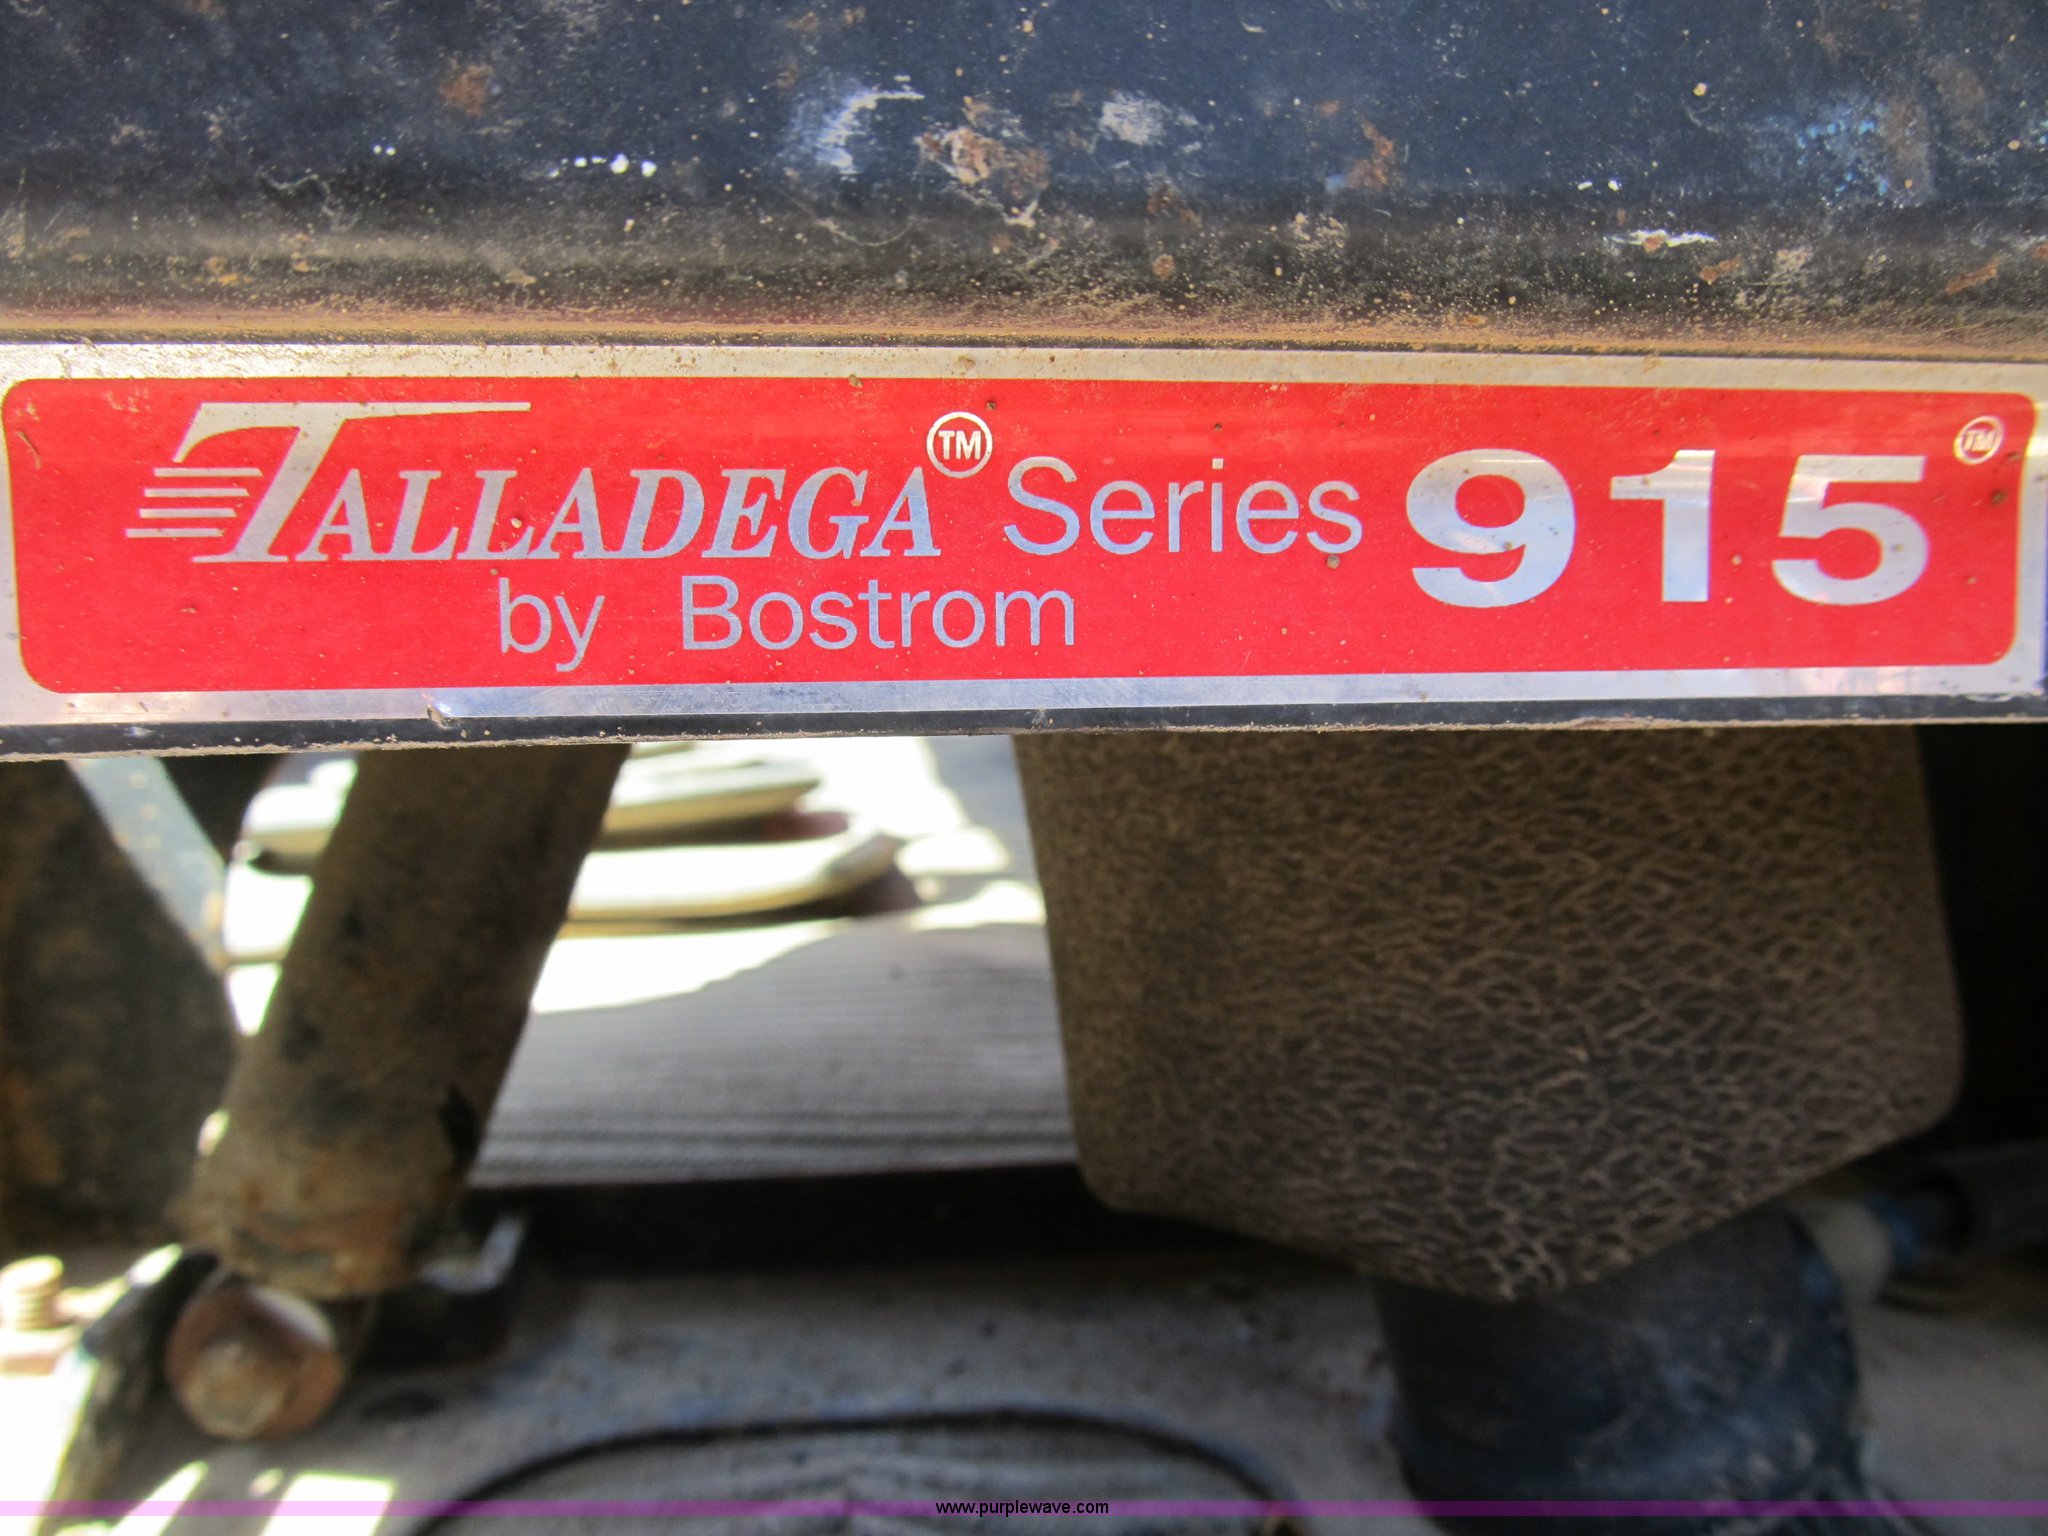 TALLADEGA™ Series 915™
by Bostrom
www.purplewave.com